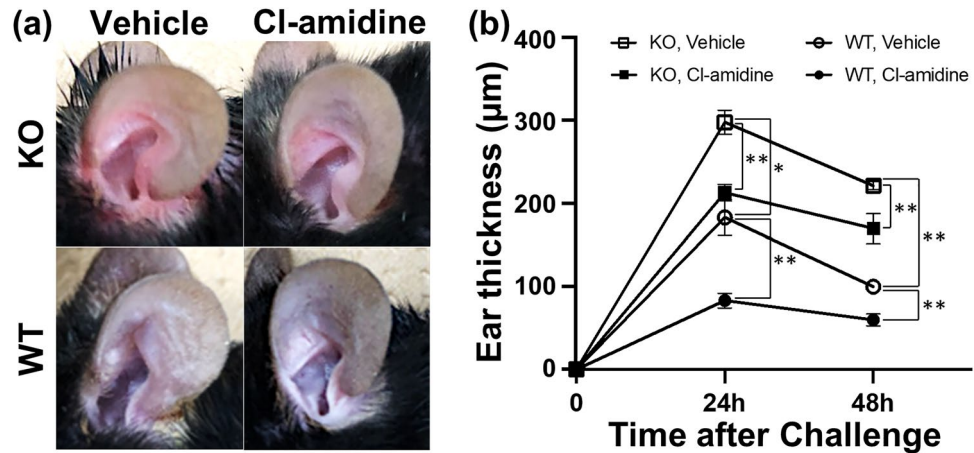 (a) Vehicle Cl-amidine
KO
WT
(b)
400
300
200
100
0
Ear thickness (μm)
KO, Vehicle WT, Vehicle
KO, Cl-amidine WT, Cl-amidine
** *
**
**
**
**
0 24h 48h
Time after Challenge